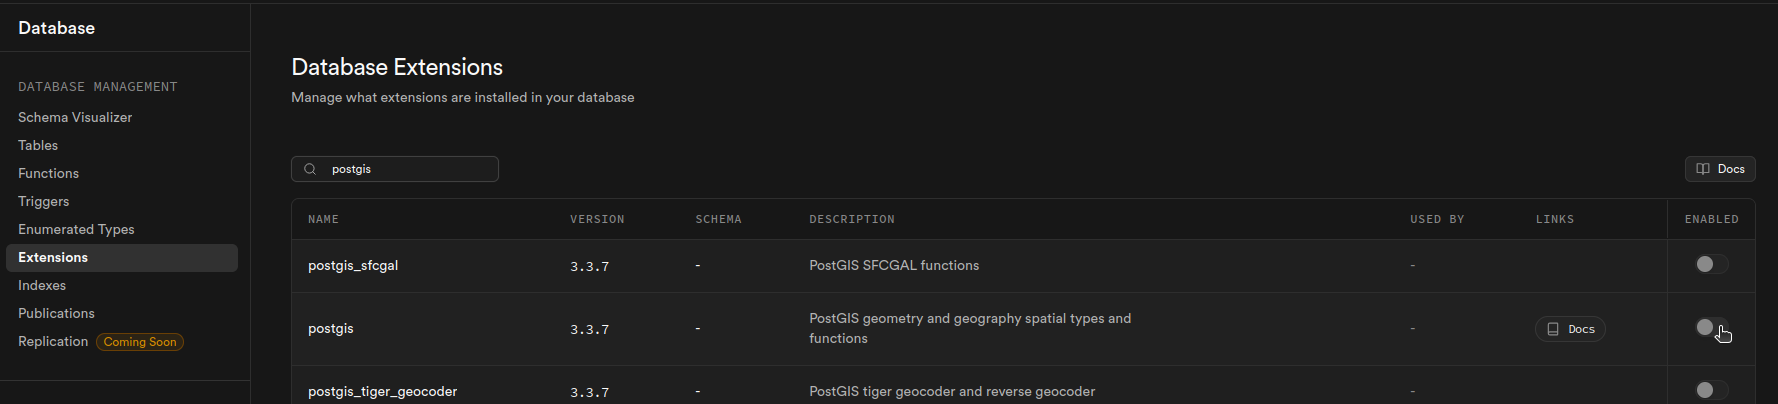 Database
DATABASE MANAGEMENT
Schema Visualizer
Tables
Functions
Triggers
Enumerated Types
Extensions
Indexes
Publications
Replication Coming Soon
Database Extensions
Manage what extensions are installed in your database
postgis
Docs
NAME VERSION SCHEMA DESCRIPTION USED BY LINKS ENABLED
postgis_sfcgal 3.3.7 - PostGIS SFCGAL functions -
postgis 3.3.7 - PostGIS geometry and geography spatial types and - Docs
functions
postgis_tiger_geocoder 3.3.7 - PostGIS tiger geocoder and reverse geocoder -